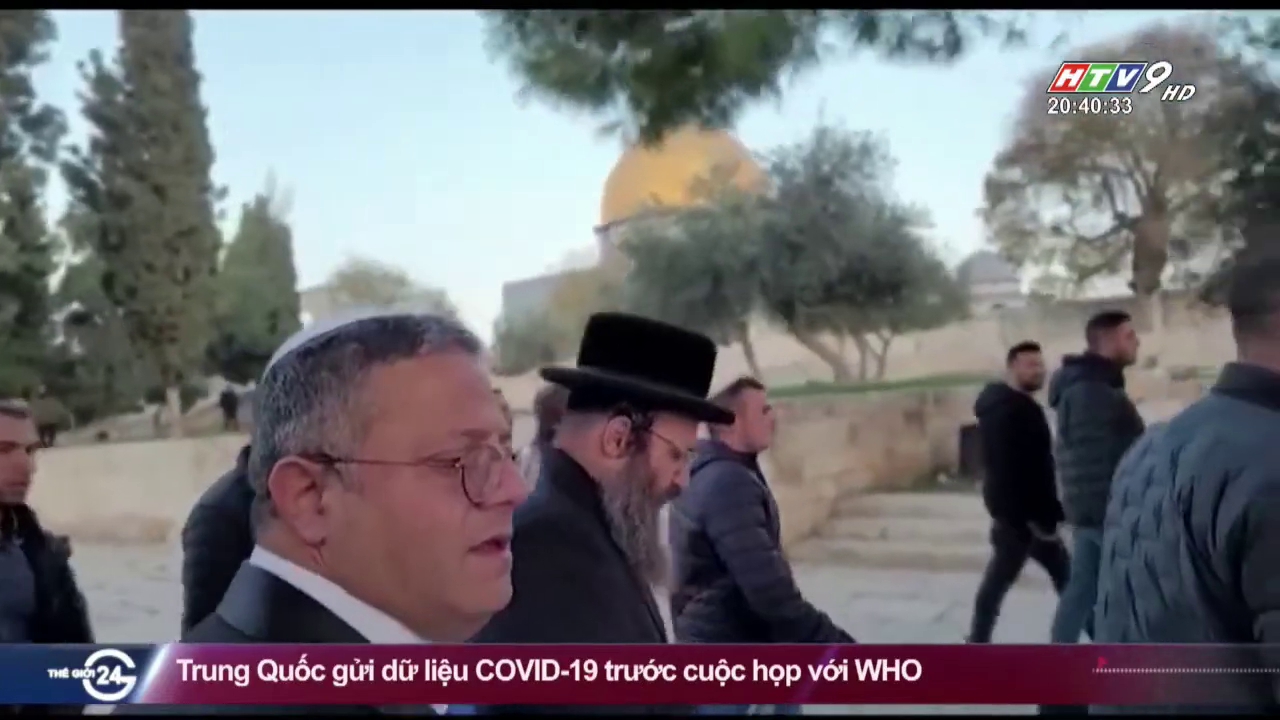 HTV9 HD
20:40:33
THẾ GIỚI 24G
Trung Quốc gửi dữ liệu COVID-19 trước cuộc họp với WHO